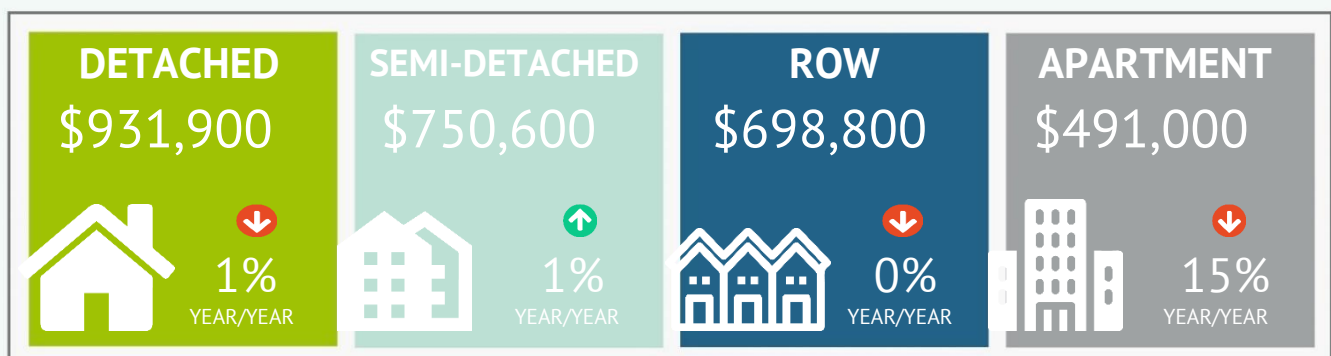 DETACHED
$931,900
1%
YEAR/YEAR
SEMI-DETACHED
$750,600
1%
YEAR/YEAR
ROW
$698,800
0%
YEAR/YEAR
APARTMENT
$491,000
15%
YEAR/YEAR